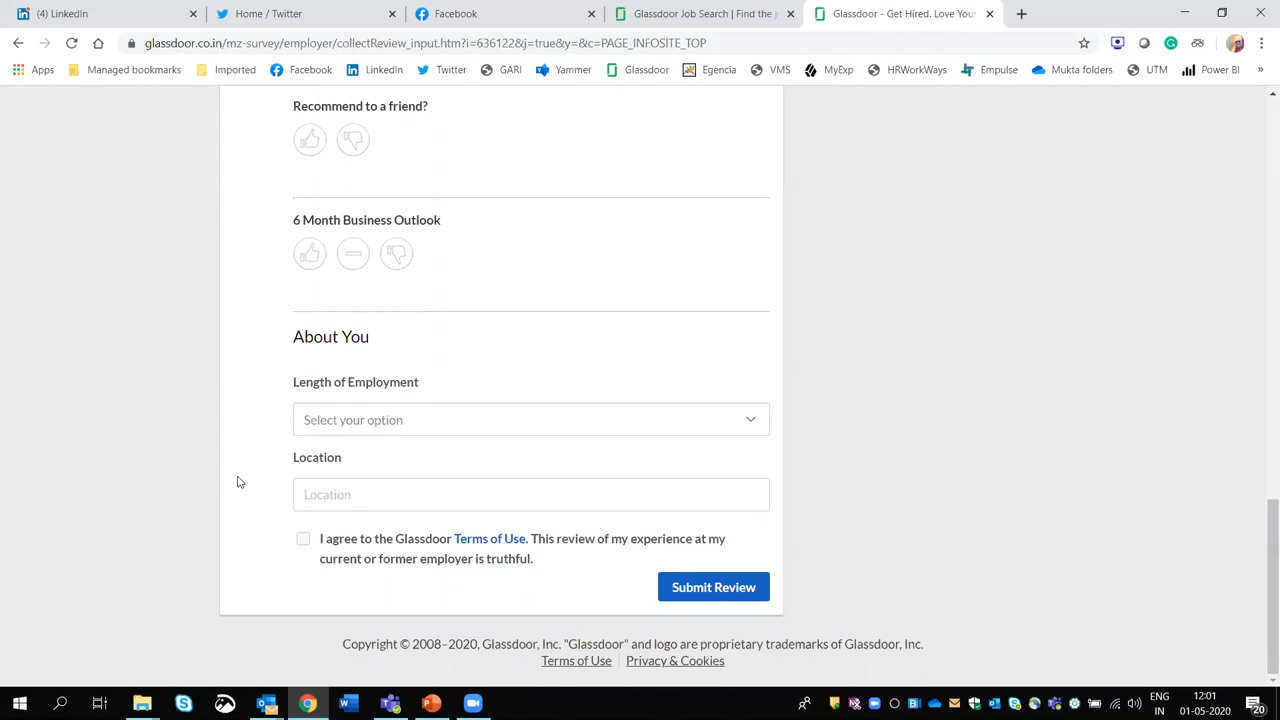 (4) LinkedIn
Home / Twitter
Facebook
Glassdoor Job Search | Find the j
Glassdoor - Get Hired. Love Your
glassdoor.co.in/mz-survey/employer/collectReview_input.htm?i=636122&j=true&y=&c=PAGE_INFOSITE_TOP
Apps Managed bookmarks Imported Facebook LinkedIn Twitter GARI Yammer Glassdoor Egencia VMS MyExp HRWorkWays Empulse Mukta folders UTM Power BI »
Recommend to a friend?
6 Month Business Outlook
About You
Length of Employment
Select your option
Location
Location
I agree to the Glassdoor Terms of Use. This review of my experience at my
current or former employer is truthful.
Submit Review
Copyright © 2008–2020, Glassdoor, Inc. "Glassdoor" and logo are proprietary trademarks of Glassdoor, Inc.
Terms of Use Privacy & Cookies
ENG 12:01
IN 01-05-2020 20